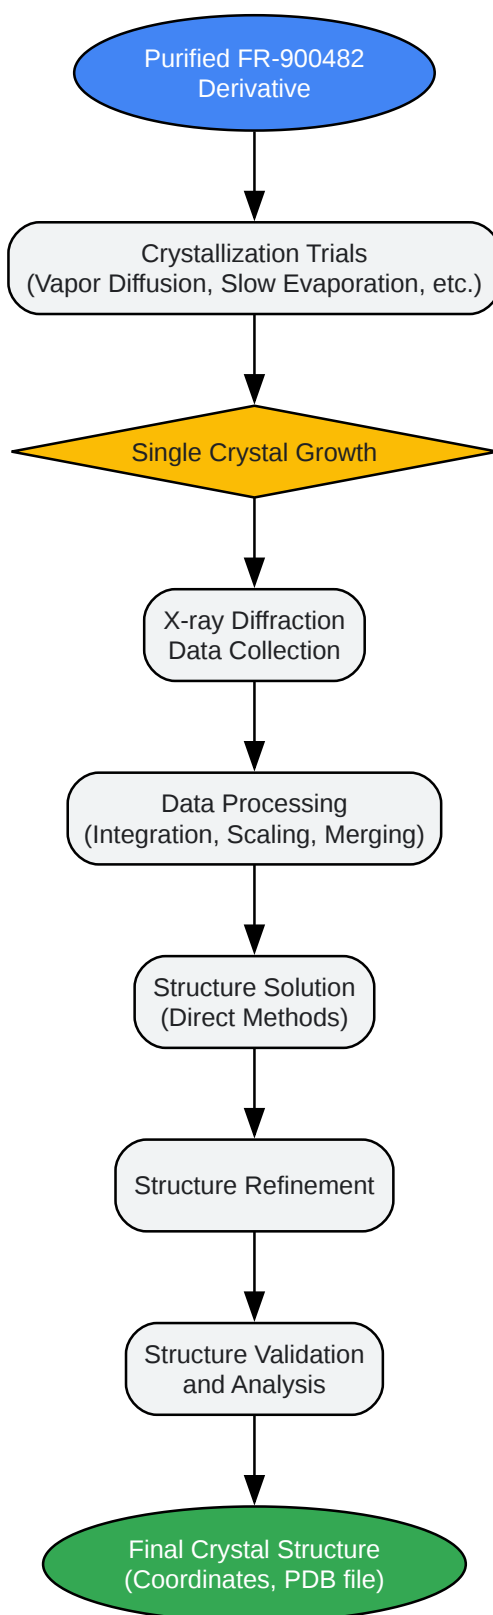 Purified FR-900482
Derivative
Crystallization Trials
(Vapor Diffusion, Slow Evaporation, etc.)
Single Crystal Growth
X-ray Diffraction
Data Collection
Data Processing
(Integration, Scaling, Merging)
Structure Solution
(Direct Methods)
Structure Refinement
Structure Validation
and Analysis
Final Crystal Structure
(Coordinates, PDB file)